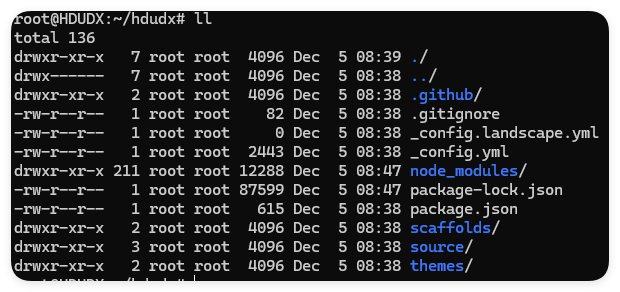 root@HDUDX:~/hdudx# ll
total 136
drwxr-xr-x   7 root root  4096 Dec  5 08:39 ./
drwx------   7 root root  4096 Dec  5 08:38 ../
drwxr-xr-x   2 root root  4096 Dec  5 08:38 .github/
-rw-r--r--   1 root root    82 Dec  5 08:38 .gitignore
-rw-r--r--   1 root root     0 Dec  5 08:38 _config.landscape.yml
-rw-r--r--   1 root root  2443 Dec  5 08:38 _config.yml
drwxr-xr-x 211 root root 12288 Dec  5 08:47 node_modules/
-rw-r--r--   1 root root 87599 Dec  5 08:47 package-lock.json
-rw-r--r--   1 root root   615 Dec  5 08:38 package.json
drwxr-xr-x   2 root root  4096 Dec  5 08:38 scaffolds/
drwxr-xr-x   3 root root  4096 Dec  5 08:38 source/
drwxr-xr-x   2 root root  4096 Dec  5 08:38 themes/
root@HDUDX:~/hdudx#